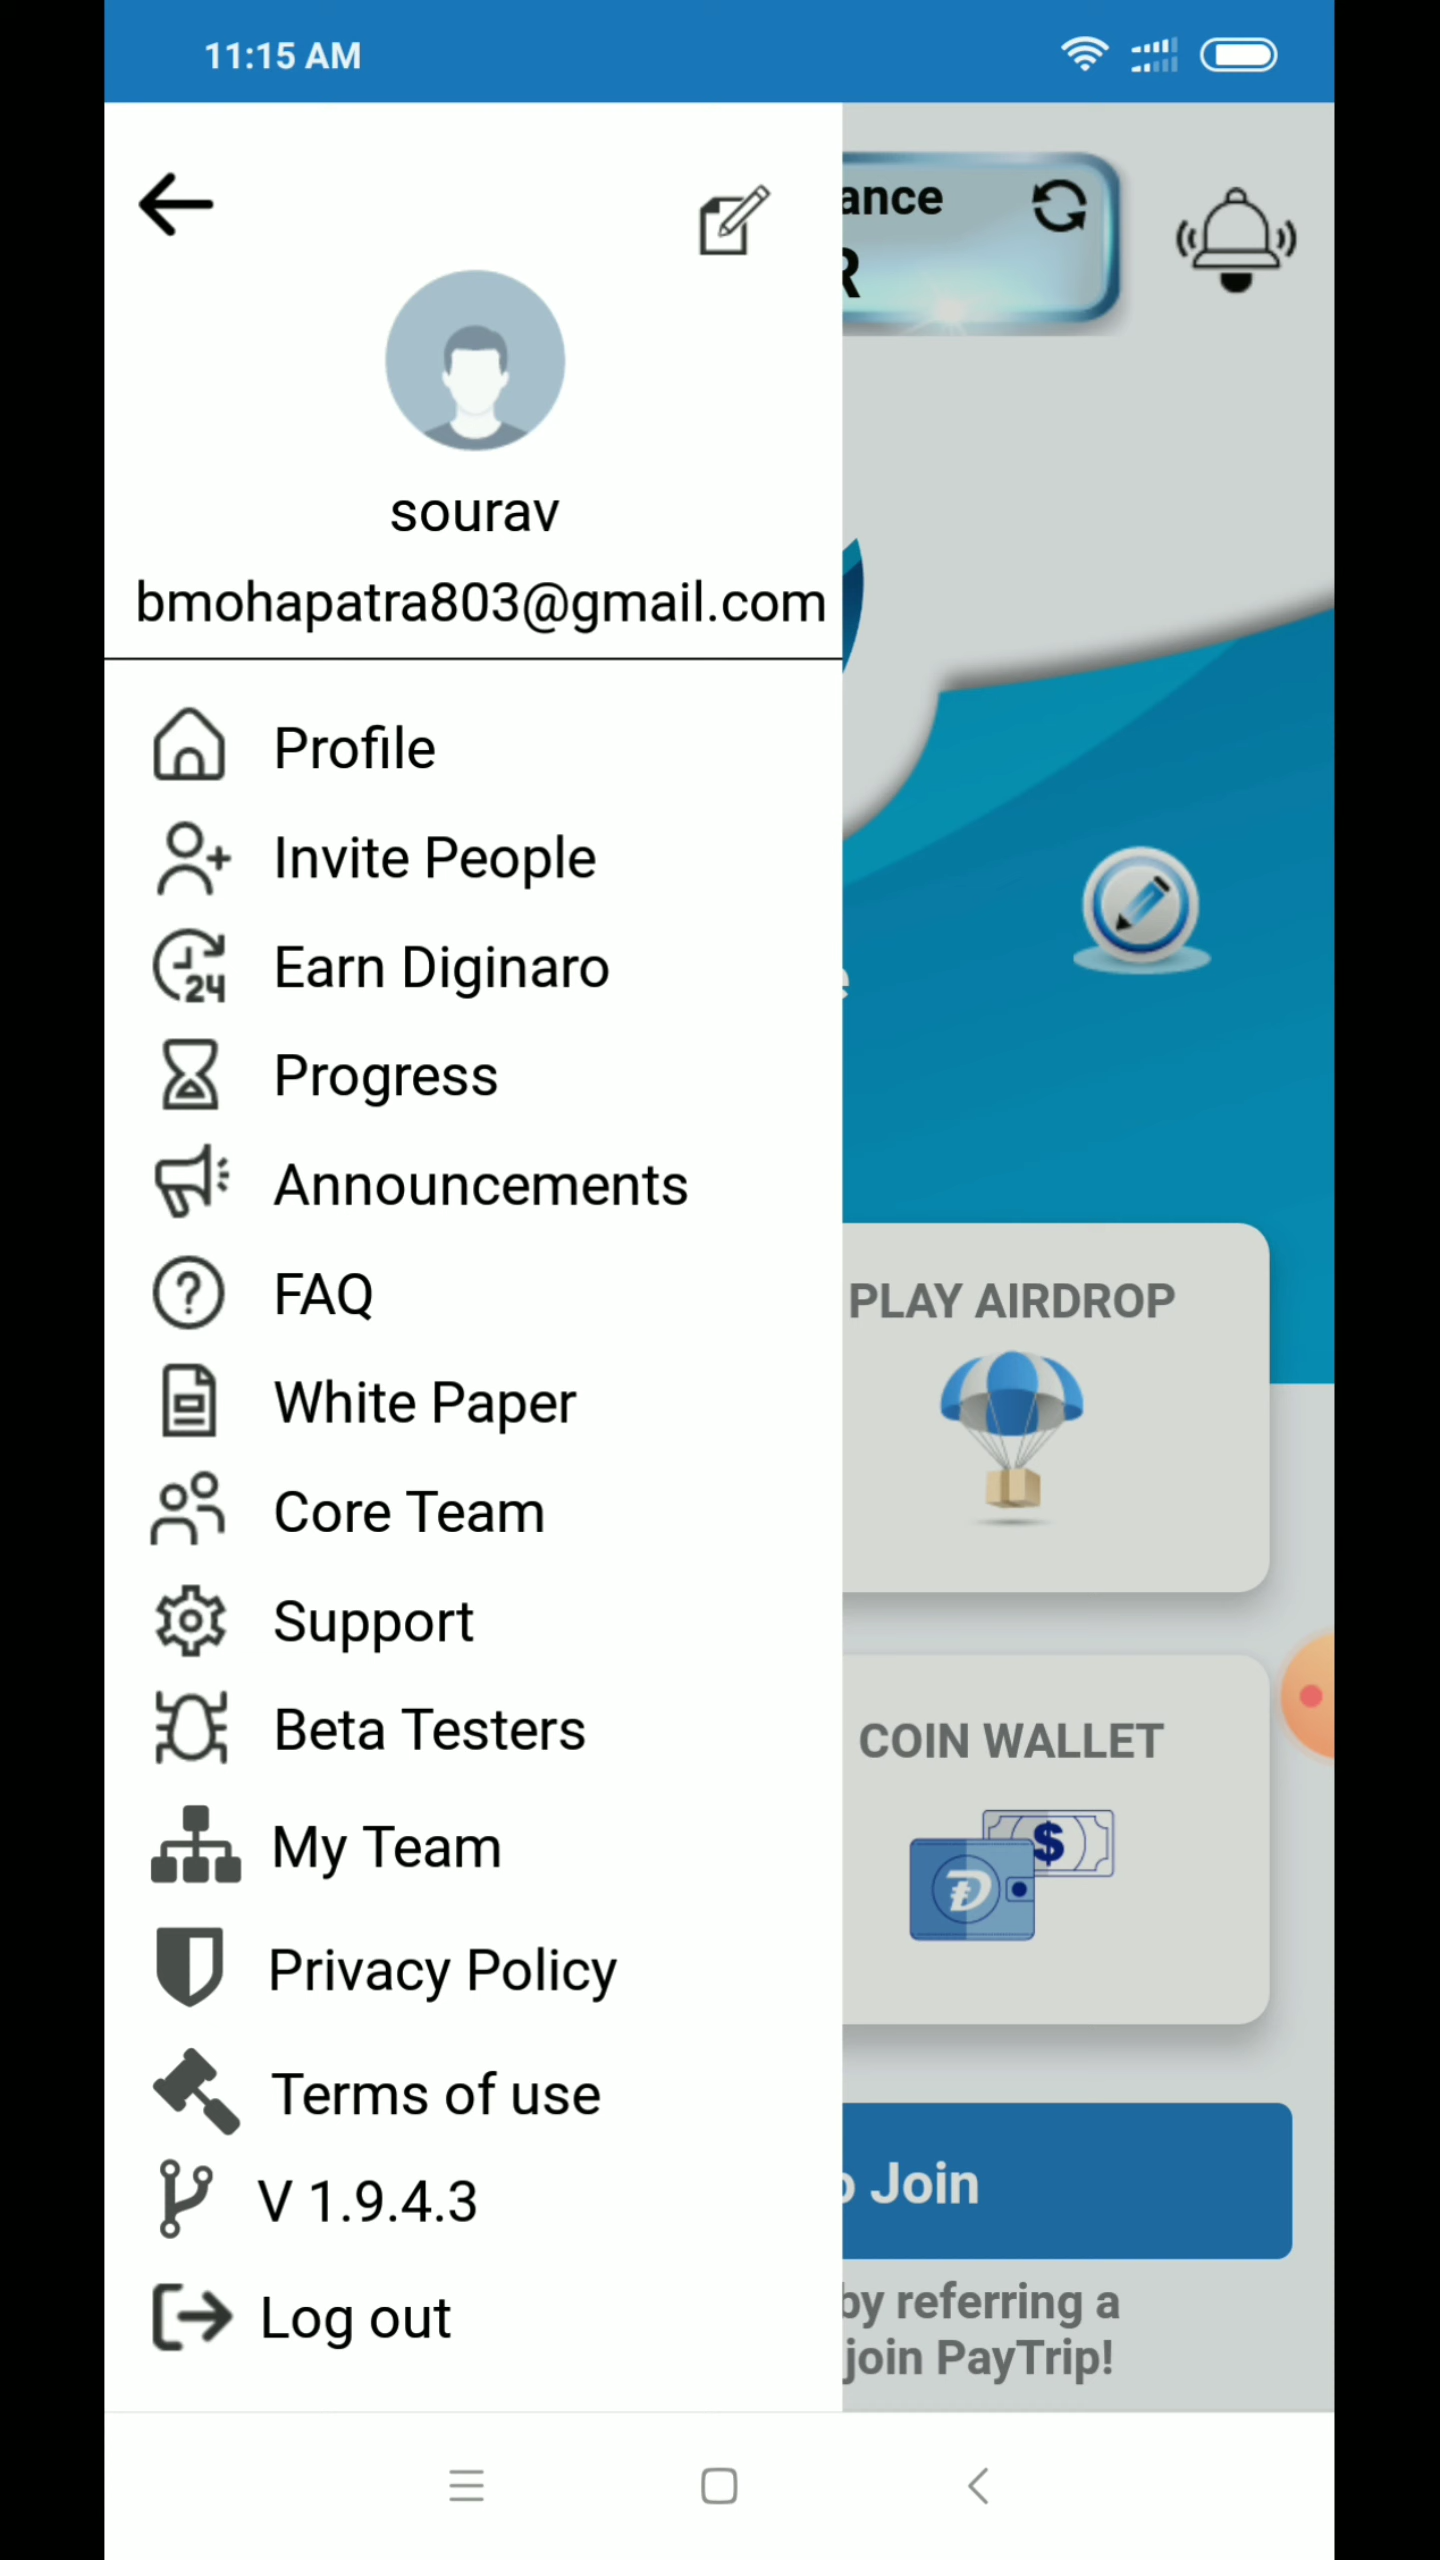 11:15 AM
ance
R
sourav
bmohapatra803@gmail.com
Profile
Invite People
24
Earn Diginaro
Progress
Announcements
FAQ
White Paper
Core Team
Support
Beta Testers
My Team
Privacy Policy
Terms of use
V 1.9.4.3
Log out
e
PLAY AIRDROP
COIN WALLET
$
o Join
by referring a
join PayTrip!